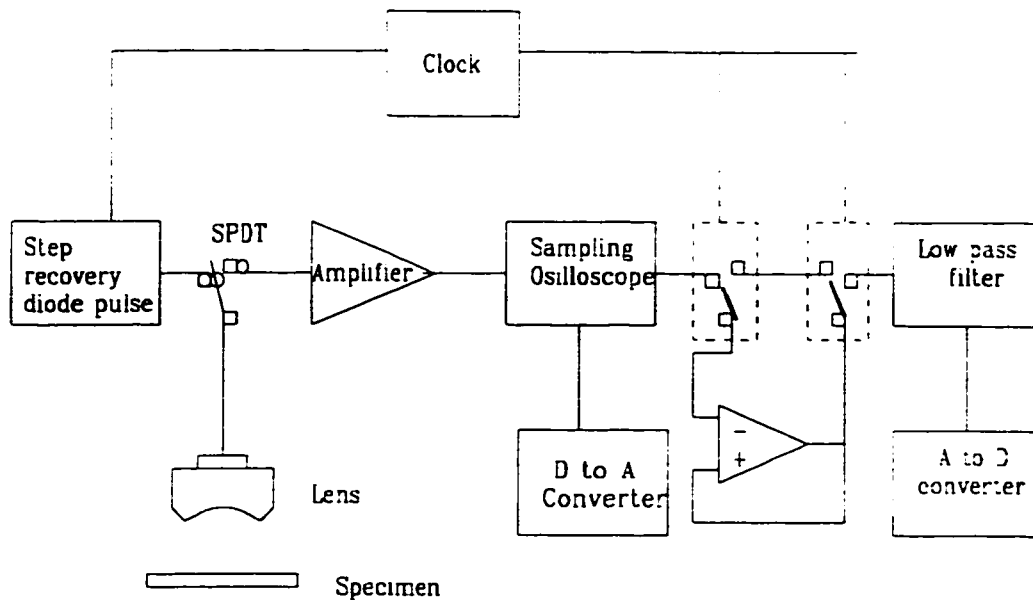 Clock
Step
recovery
diode pulse
SPDT
Amplifier
Sampling
Osilloscope
Low pass
filter
−
+
D to A
Converter
A to D
converter
Lens
Specimen